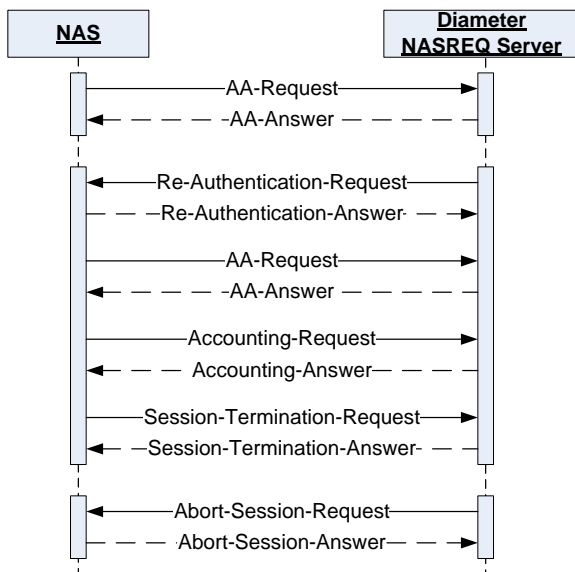 NAS
Diameter
NASREQ Server
AA-Request
AA-Answer
Re-Authentication-Request
Re-Authentication-Answer
AA-Request
AA-Answer
Accounting-Request
Accounting-Answer
Session-Termination-Request
Session-Termination-Answer
Abort-Session-Request
Abort-Session-Answer